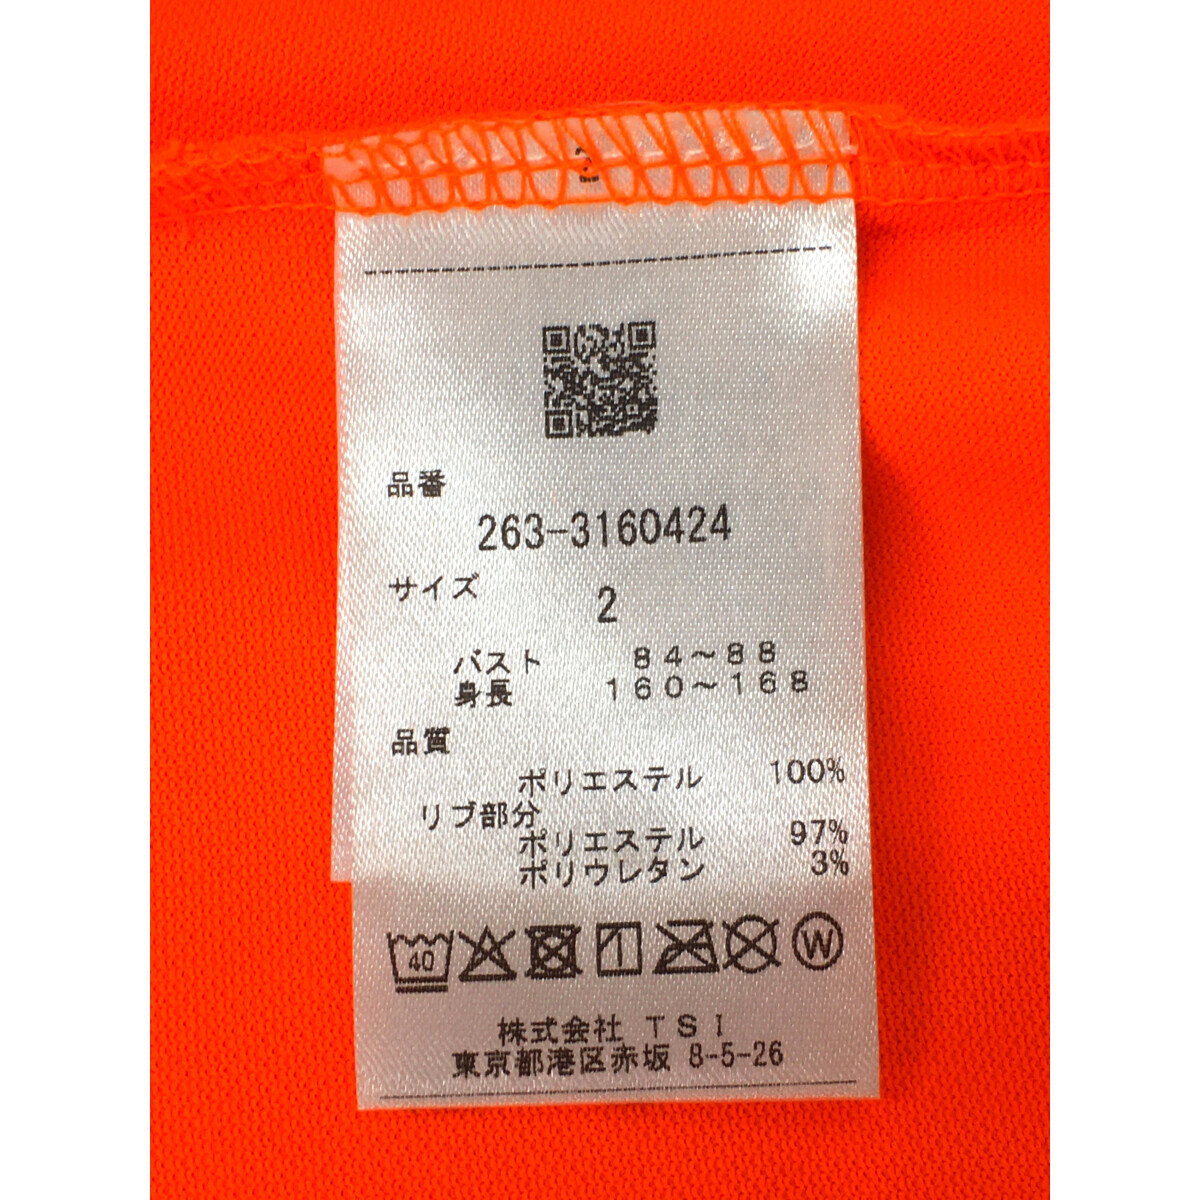 品番
263-3160424
サイズ 2
バスト 84～88
身長 160～168
品質
ポリエステル 100%
リブ部分
ポリエステル 97%
ポリウレタン 3%
40 W
株式会社 TSI
東京都港区赤坂 8-5-26